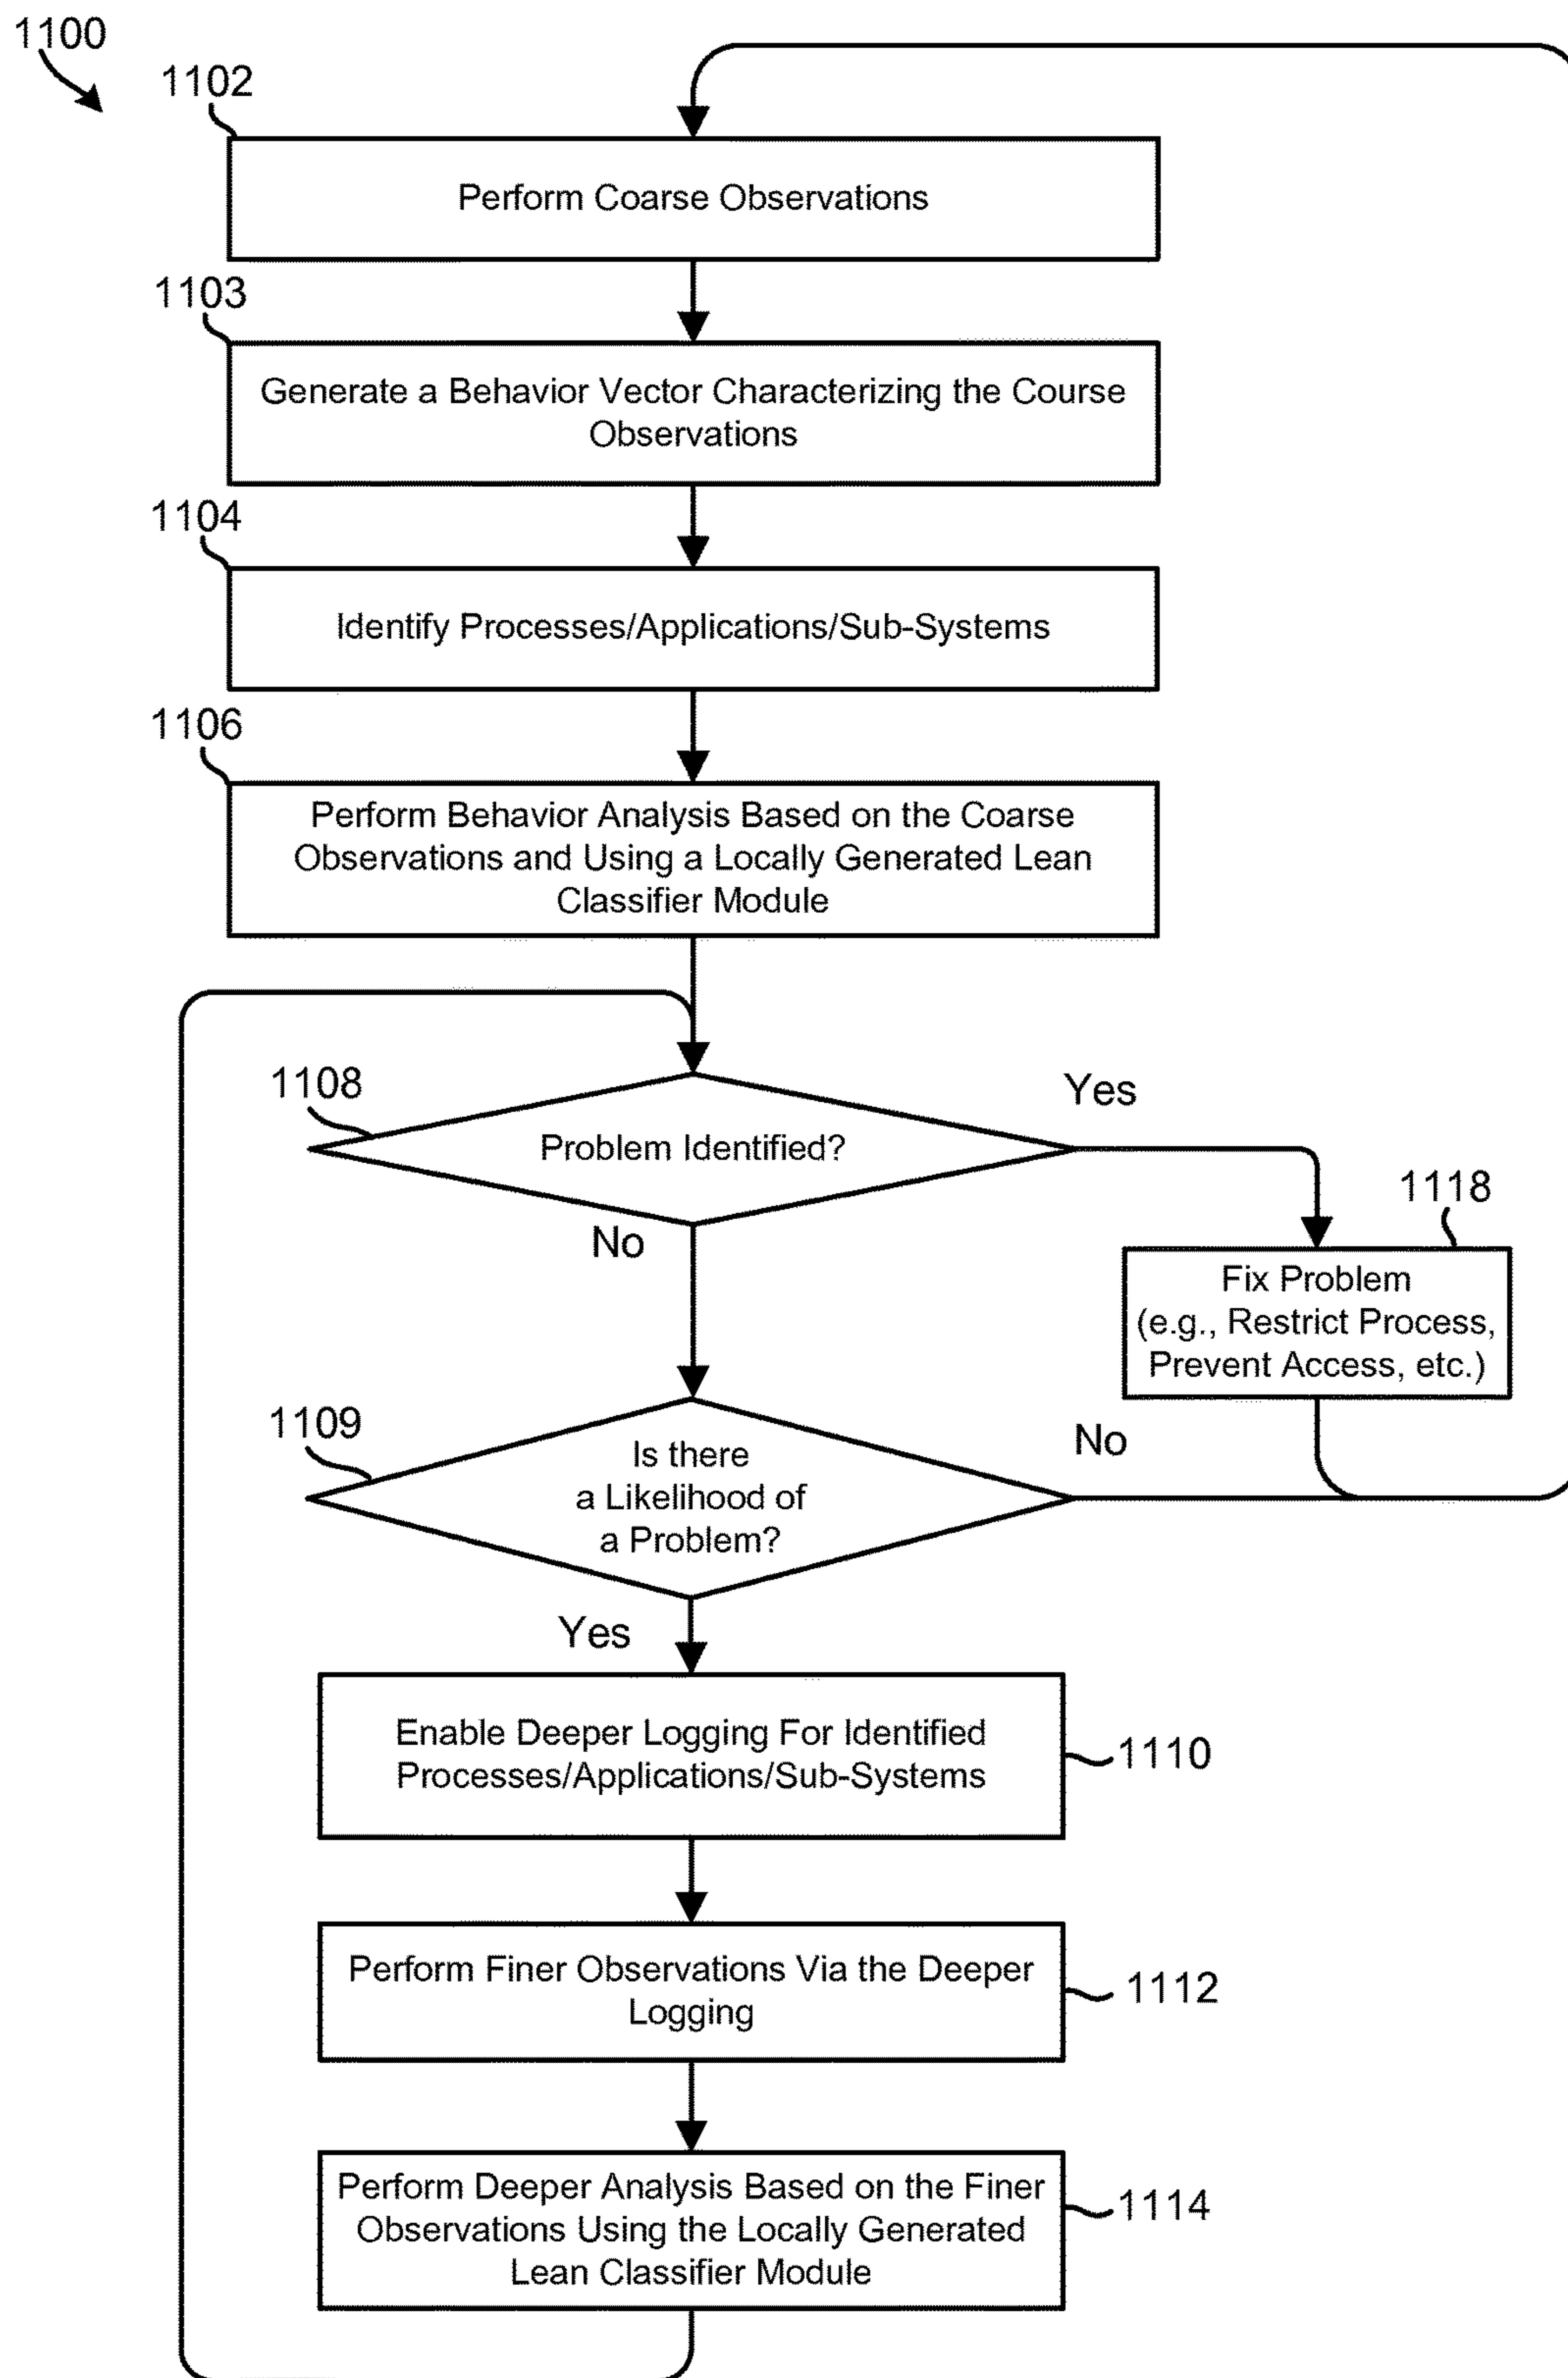 1100
1102
Perform Coarse Observations
1103
Generate a Behavior Vector Characterizing the Course
Observations
1104
Identify Processes/Applications/Sub-Systems
1106
Perform Behavior Analysis Based on the Coarse
Observations and Using a Locally Generated Lean
Classifier Module
1108
Problem Identified?
Yes
No
1118
Fix Problem
(e.g., Restrict Process,
Prevent Access, etc.)
1109
Is there
a Likelihood of
a Problem?
No
Yes
Enable Deeper Logging For Identified
Processes/Applications/Sub-Systems
1110
Perform Finer Observations Via the Deeper
Logging
1112
Perform Deeper Analysis Based on the Finer
Observations Using the Locally Generated
Lean Classifier Module
1114